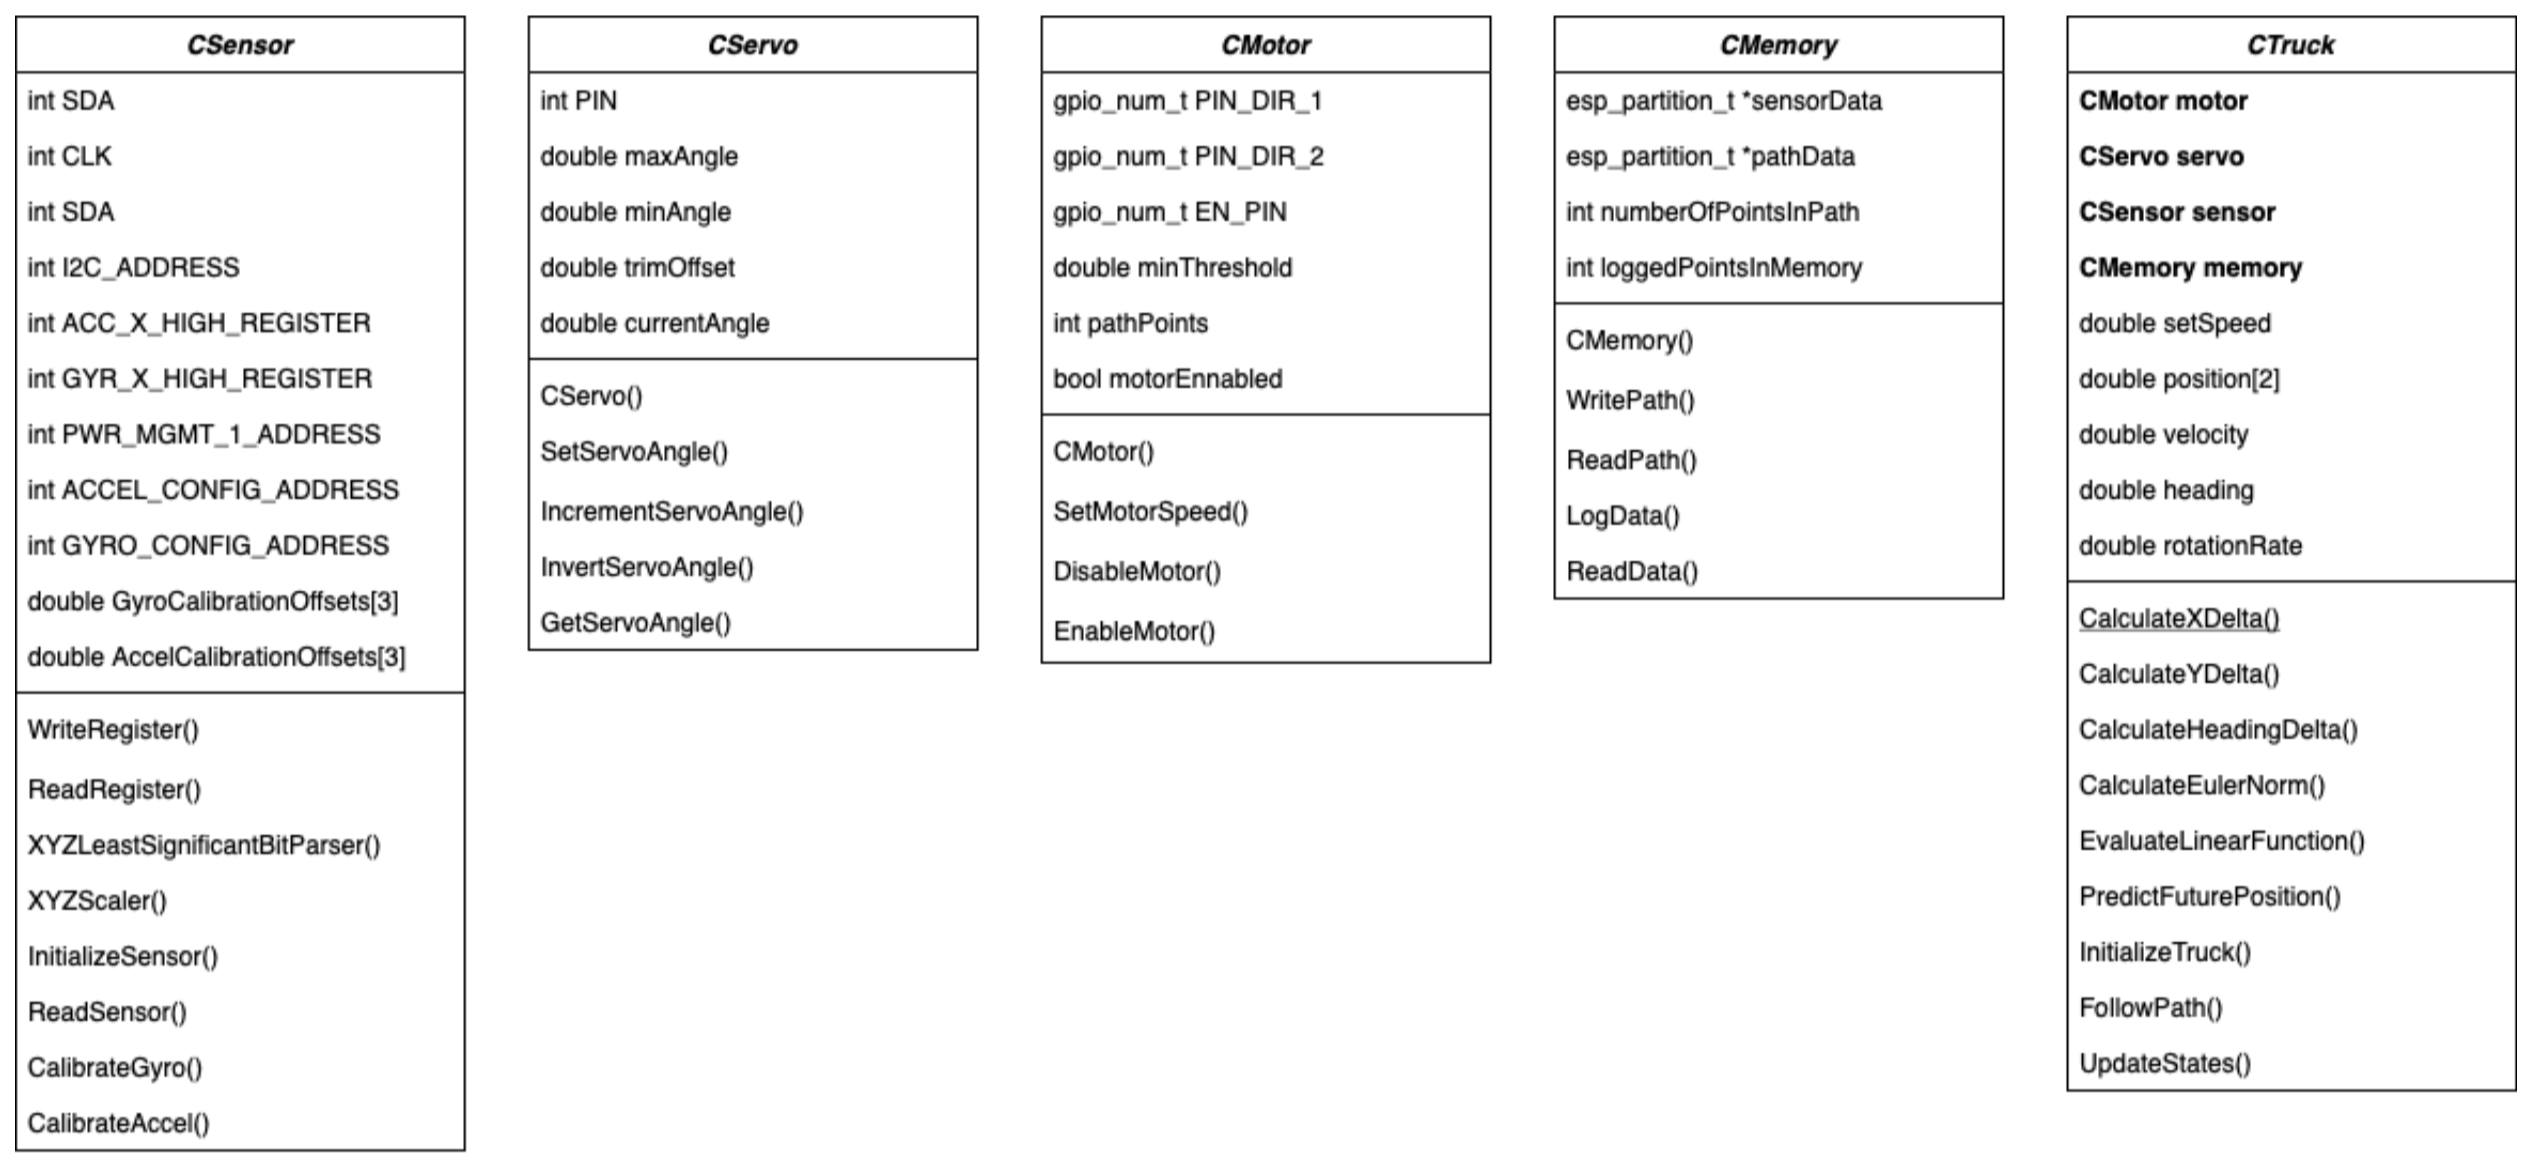 CSensor
int SDA
int CLK
int SDA
int I2C_ADDRESS
int ACC_X_HIGH_REGISTER
int GYR_X_HIGH_REGISTER
int PWR_MGMT_1_ADDRESS
int ACCEL_CONFIG_ADDRESS
int GYRO_CONFIG_ADDRESS
double GyroCalibrationOffsets[3]
double AccelCalibrationOffsets[3]
WriteRegister()
ReadRegister()
XYZLeastSignificantBitParser()
XYZScaler()
InitializeSensor()
ReadSensor()
CalibrateGyro()
CalibrateAccel()
CServo
int PIN
double maxAngle
double minAngle
double trimOffset
double currentAngle
CServo()
SetServoAngle()
IncrementServoAngle()
InvertServoAngle()
GetServoAngle()
CMotor
gpio_num_t PIN_DIR_1
gpio_num_t PIN_DIR_2
gpio_num_t EN_PIN
double minThreshold
int pathPoints
bool motorEnnabled
CMotor()
SetMotorSpeed()
DisableMotor()
EnableMotor()
CMemory
esp_partition_t *sensorData
esp_partition_t *pathData
int numberOfPointsInPath
int loggedPointsInMemory
CMemory()
WritePath()
ReadPath()
LogData()
ReadData()
CTruck
CMotor motor
CServo servo
CSensor sensor
CMemory memory
double setSpeed
double position[2]
double velocity
double heading
double rotationRate
CalculateXDelta()
CalculateYDelta()
CalculateHeadingDelta()
CalculateEulerNorm()
EvaluateLinearFunction()
PredictFuturePosition()
InitializeTruck()
FollowPath()
UpdateStates()